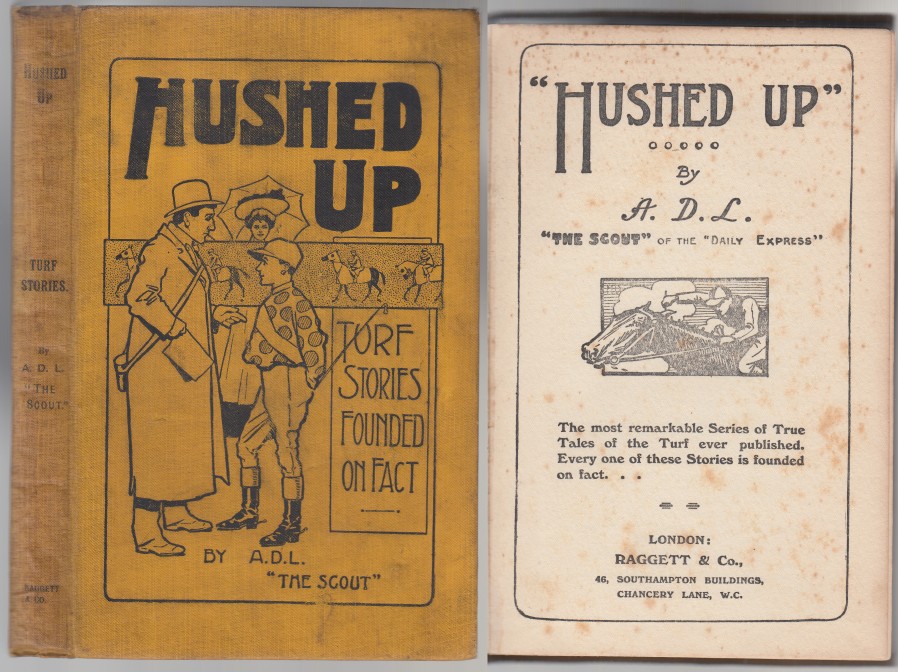 HUSHED
UP
TURF
STORIES.
By
A. D. L.
"THE
SCOUT."
RAGGETT
& CO.
HUSHED
UP
TURF
STORIES
FOUNDED
ON FACT
BY A.D.L.
"THE SCOUT"
"HUSHED UP"
By
A. D. L.
"THE SCOUT" OF THE "DAILY EXPRESS"
The most remarkable Series of True
Tales of the Turf ever published.
Every one of these Stories is founded
on fact. . .
LONDON:
RAGGETT & Co.,
46, SOUTHAMPTON BUILDINGS,
CHANCERY LANE, W.C.